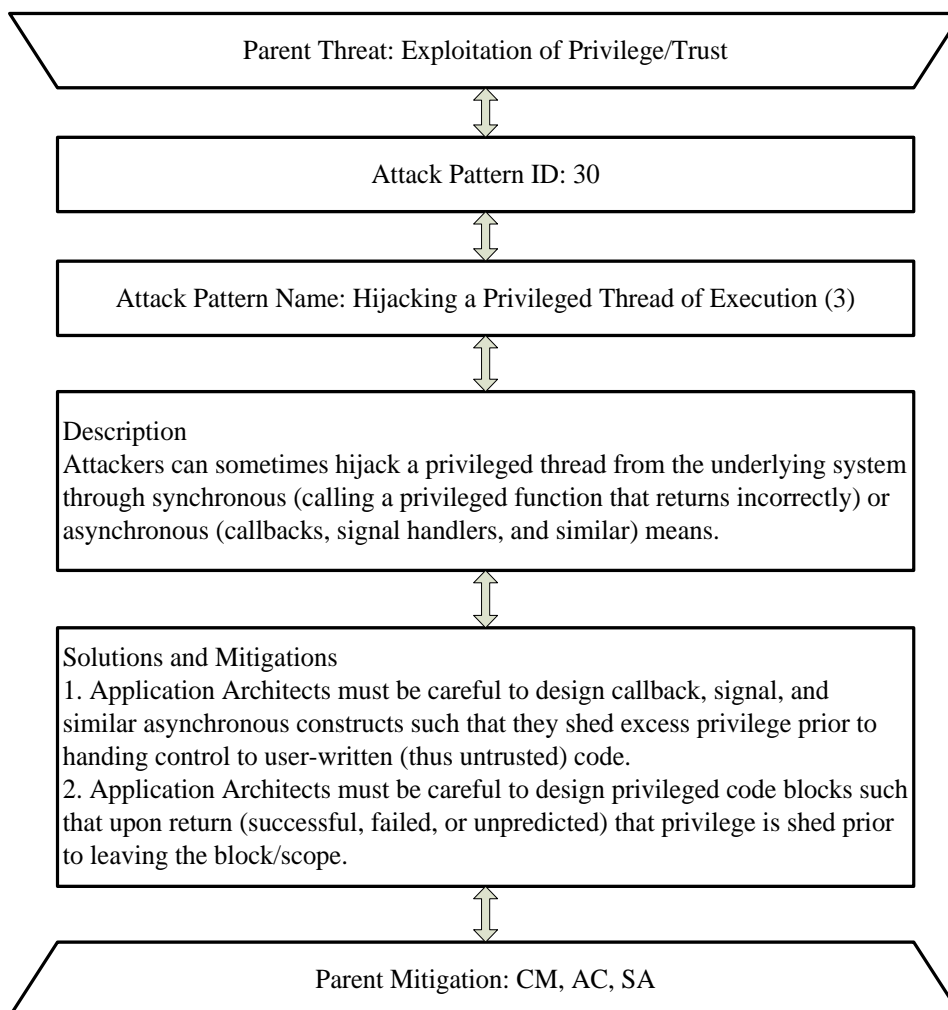 Parent Threat: Exploitation of Privilege/Trust
Attack Pattern ID: 30
Attack Pattern Name: Hijacking a Privileged Thread of Execution (3)
Description
Attackers can sometimes hijack a privileged thread from the underlying system
through synchronous (calling a privileged function that returns incorrectly) or
asynchronous (callbacks, signal handlers, and similar) means.
Solutions and Mitigations
1. Application Architects must be careful to design callback, signal, and
similar asynchronous constructs such that they shed excess privilege prior to
handing control to user-written (thus untrusted) code.
2. Application Architects must be careful to design privileged code blocks such
that upon return (successful, failed, or unpredicted) that privilege is shed prior
to leaving the block/scope.
Parent Mitigation: CM, AC, SA